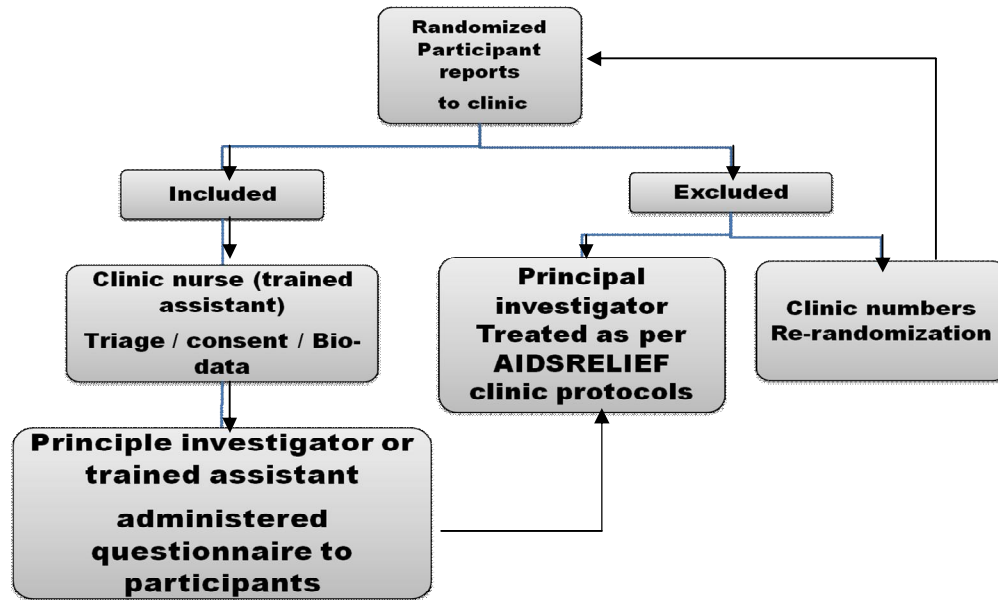 Randomized
Participant
reports
to clinic
Included
Excluded
Clinic nurse (trained
assistant)
Triage / consent / Bio-
data
Principal
investigator
Treated as per
AIDSRELIEF
clinic protocols
Clinic numbers
Re-randomization
Principle investigator or
trained assistant
administered
questionnaire to
participants